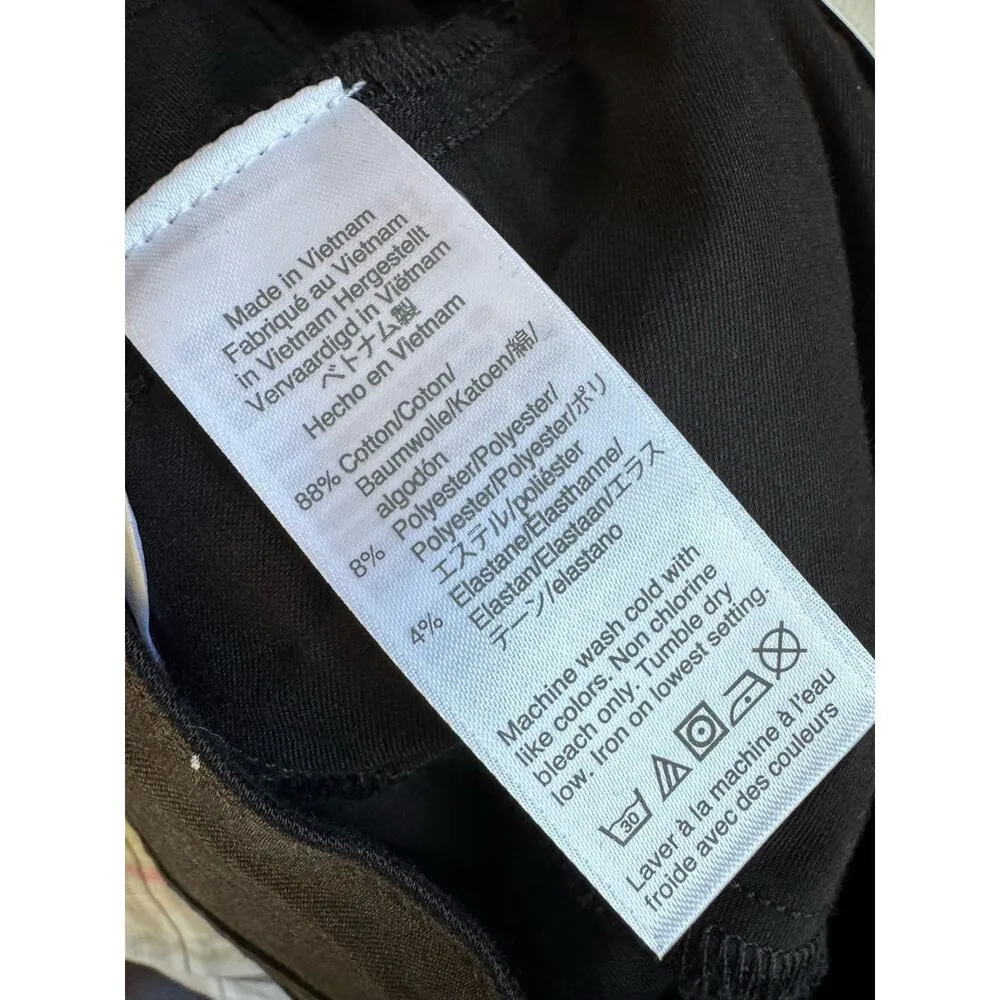 Made in Vietnam
Fabriqué au Vietnam
in Vietnam Hergestellt
Vervaardigd in Viëtnam
ベトナム製
Hecho en Vietnam
88% Cotton/Coton/
Baumwolle/Katoen/綿/
algodón
8% Polyester/Polyester/
Polyester/Polyester/ポリ
エステル/poliéster
4% Elastane/Élasthanne/
Elastan/Elastaan/エラス
テーン/elastano
Machine wash cold with
like colors. Non chlorine
bleach only. Tumble dry
low. Iron on lowest setting.
30
Laver à la machine à l'eau
froide avec des couleurs